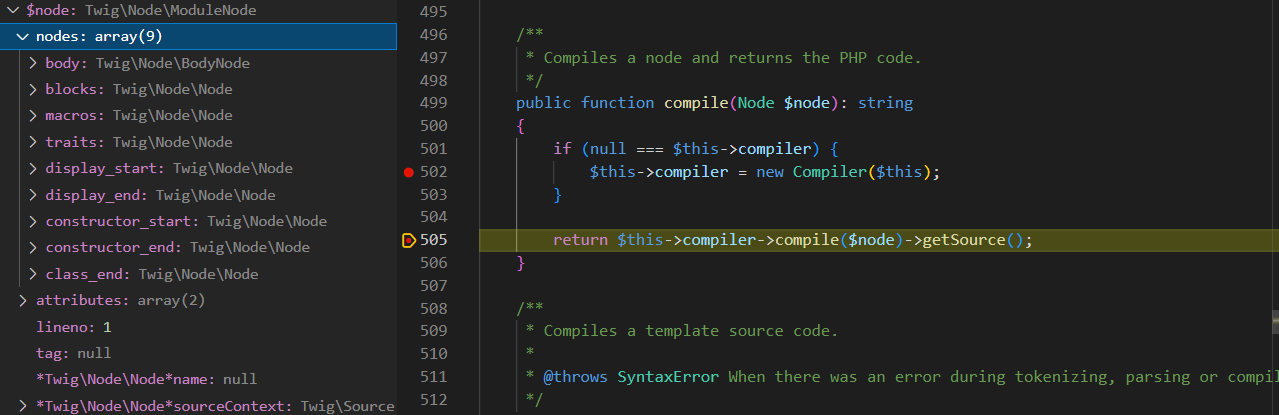 $node: Twig\Node\ModuleNode
nodes: array(9)
body: Twig\Node\BodyNode
blocks: Twig\Node\Node
macros: Twig\Node\Node
traits: Twig\Node\Node
display_start: Twig\Node\Node
display_end: Twig\Node\Node
constructor_start: Twig\Node\Node
constructor_end: Twig\Node\Node
class_end: Twig\Node\Node
attributes: array(2)
lineno: 1
tag: null
*Twig\Node\Node*name: null
*Twig\Node\Node*sourceContext: Twig\Source
495
496 /**
497 * Compiles a node and returns the PHP code.
498 */
499 public function compile(Node $node): string
500 {
501 if (null === $this->compiler) {
502 $this->compiler = new Compiler($this);
503 }
504
505 return $this->compiler->compile($node)->getSource();
506 }
507
508 /**
509 * Compiles a template source code.
510 *
511 * @throws SyntaxError When there was an error during tokenizing, parsing or compil
512 */